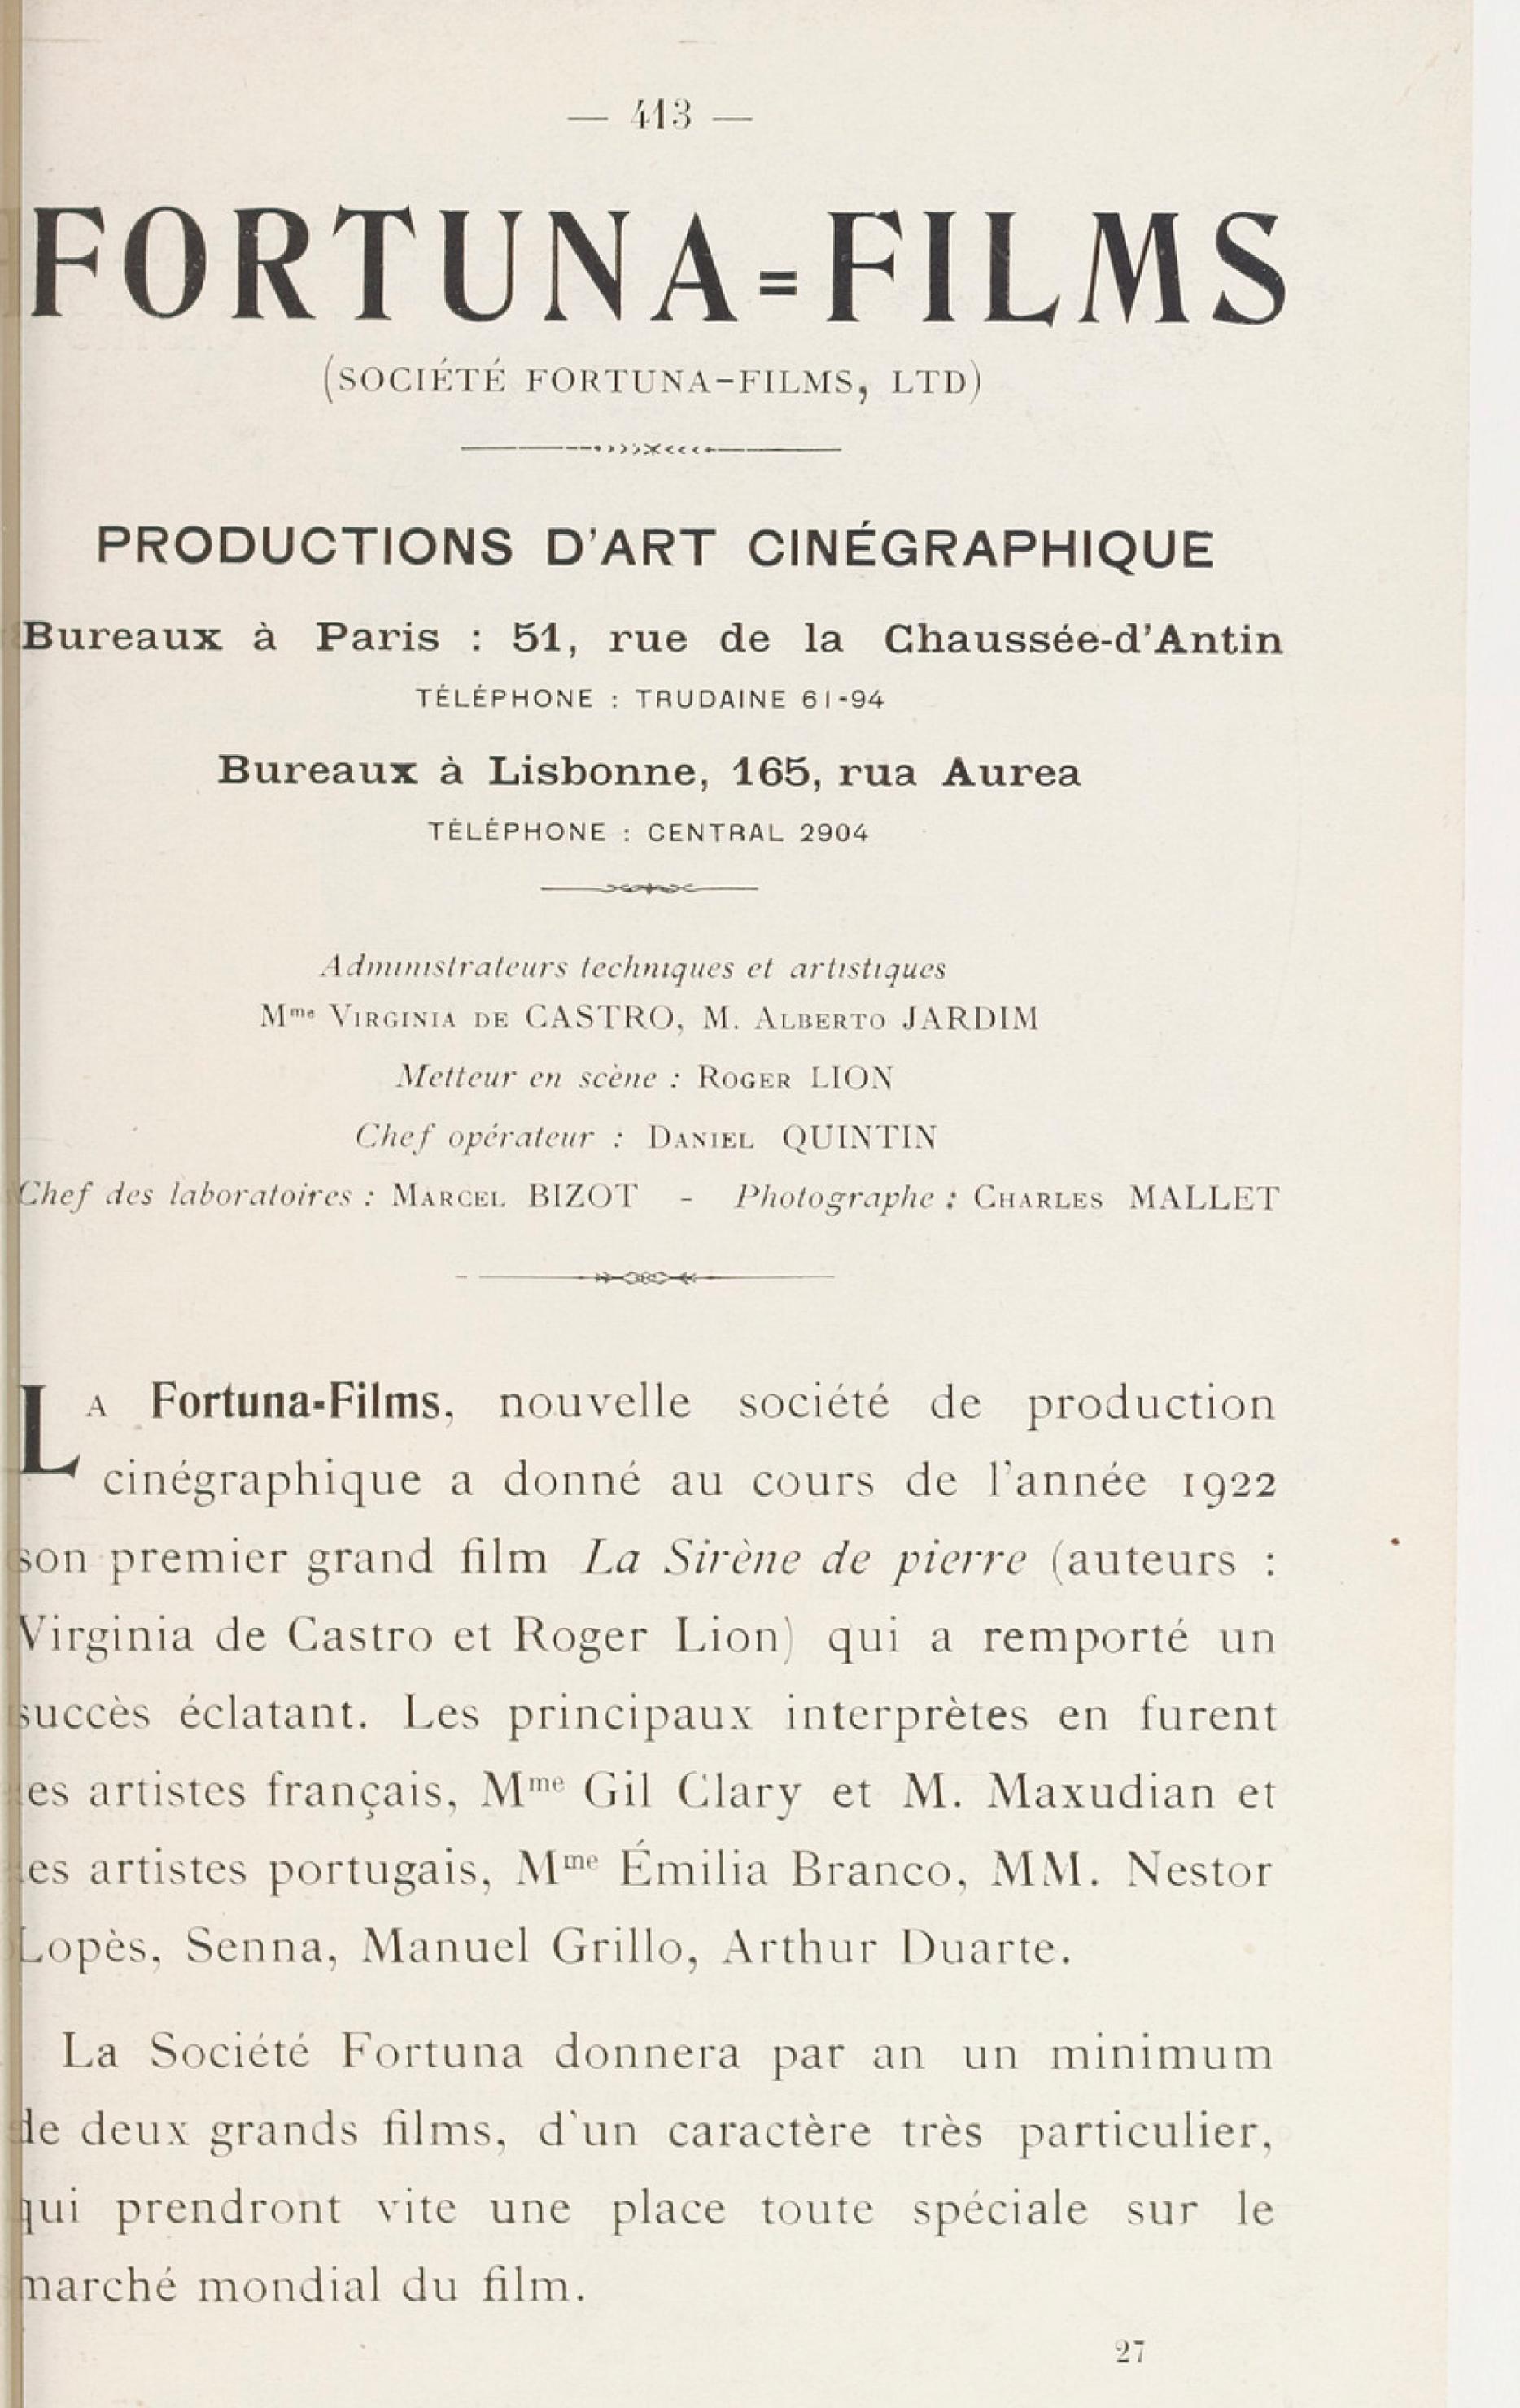 — 413 —
FORTUNA=FILMS
(SOCIÉTÉ FORTUNA-FILMS, LTD)
PRODUCTIONS D'ART CINÉGRAPHIQUE
Bureaux à Paris : 51, rue de la Chaussée-d'Antin
TÉLÉPHONE : TRUDAINE 61-94
Bureaux à Lisbonne, 165, rua Aurea
TÉLÉPHONE : CENTRAL 2904
Administrateurs techniques et artistiques
Mme VIRGINIA DE CASTRO, M. ALBERTO JARDIM
Metteur en scène : ROGER LION
Chef opérateur : DANIEL QUINTIN
Chef des laboratoires : MARCEL BIZOT - Photographe : CHARLES MALLET
LA Fortuna-Films, nouvelle société de production
cinégraphique a donné au cours de l'année 1922
son premier grand film La Sirène de pierre (auteurs :
Virginia de Castro et Roger Lion) qui a remporté un
succès éclatant. Les principaux interprètes en furent
les artistes français, Mme Gil Clary et M. Maxudian et
les artistes portugais, Mme Émilia Branco, MM. Nestor
Lopès, Senna, Manuel Grillo, Arthur Duarte.
La Société Fortuna donnera par an un minimum
de deux grands films, d'un caractère très particulier,
qui prendront vite une place toute spéciale sur le
marché mondial du film.
27